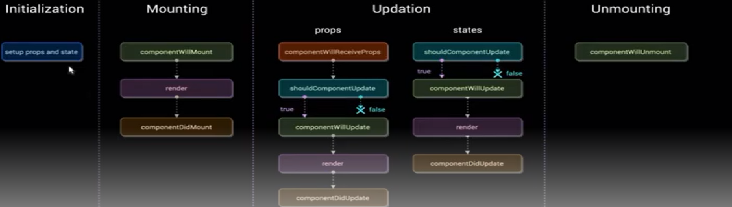 Initialization
Mounting
Updation
Unmounting
props
states
setup props and state
componentWillMount
render
componentDidMount
componentWillReceiveProps
shouldComponentUpdate
true
false
componentWillUpdate
render
componentDidUpdate
shouldComponentUpdate
true
false
componentWillUpdate
render
componentDidUpdate
componentWillUnmount